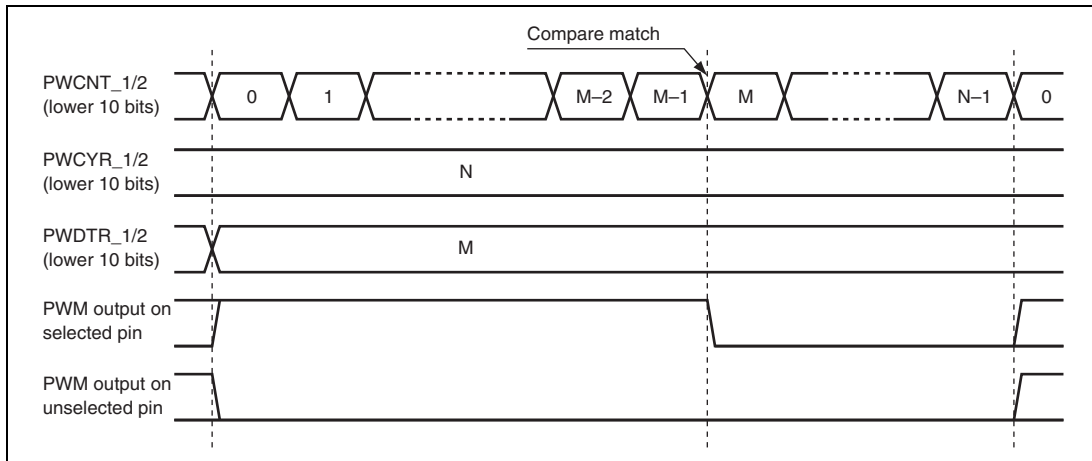 Compare match
PWCNT_1/2
(lower 10 bits)
0
1
M–2
M–1
M
N–1
0
PWCYR_1/2
(lower 10 bits)
N
PWDTR_1/2
(lower 10 bits)
M
PWM output on
selected pin
PWM output on
unselected pin